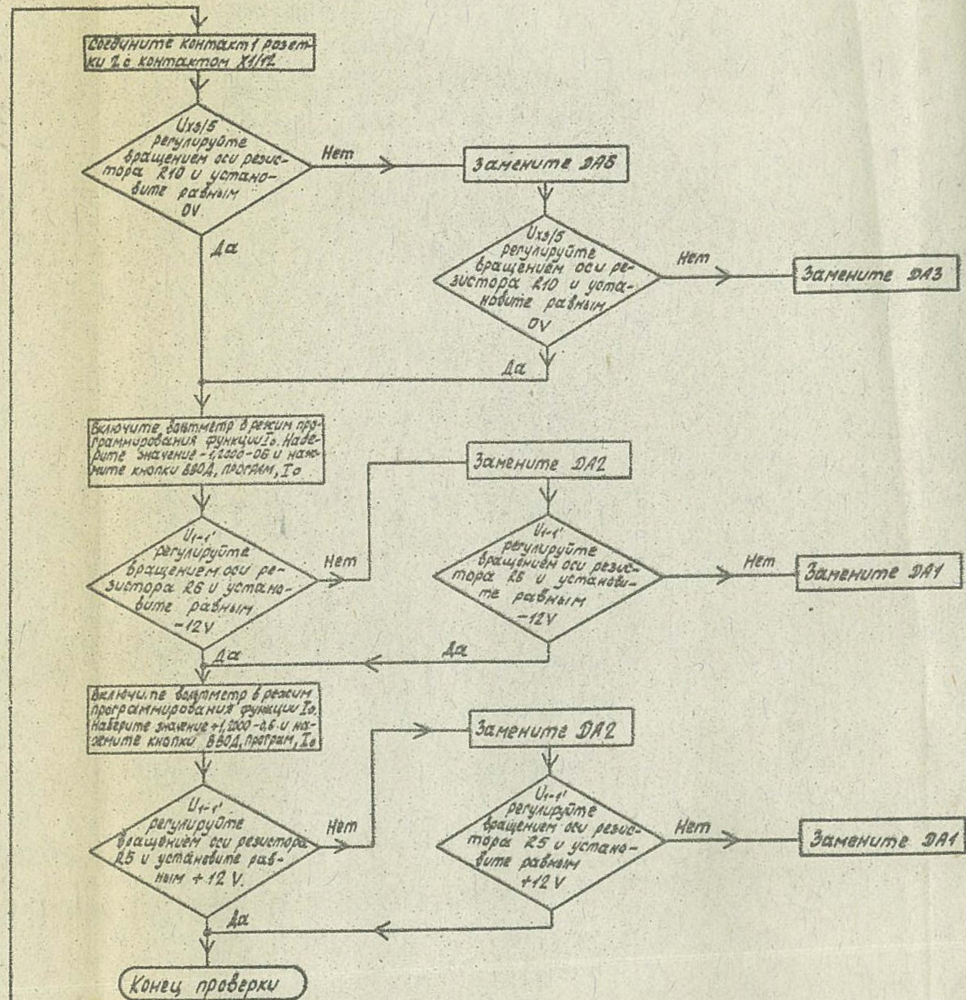 Соедините контакт 1 розет-
ки 2 с контактом X1/12
Uх3/5
регулируйте
вращением оси резис-
тора R10 и устано-
вите равным
0V.
Нет
Замените DA5
Да
Uх3/5
регулируйте
вращением оси ре-
зистора R10 и уста-
новите равным
0V
Нет
Замените DA3
Да
Включите вольтметр в режим про-
граммирования функции Iо. Набе-
рите значение -1,2000-06 и наж-
мите кнопки ВВОД, ПРОГРАМ, Iо
U1-1'
регулируйте
вращением оси ре-
зистора R6 и устано-
вите равным
-12V
Нет
Замените DA2
U1-1'
регулируйте
вращением оси резис-
тора R6 и установи-
те равным
-12V
Нет
Замените DA1
Да
Да
Включите вольтметр в режим
программирования функции Iо.
Наберите значение +1,2000-0,6 и на-
жмите кнопки ВВОД, програм, Iо
U1-1'
регулируйте
вращением оси резистора
R5 и установите рав-
ным +12 V.
Нет
Замените DA2
U1-1'
регулируйте
вращением оси резис-
тора R5 и устано-
вите равным
+12V
Нет
Замените DA1
Да
Конец проверки